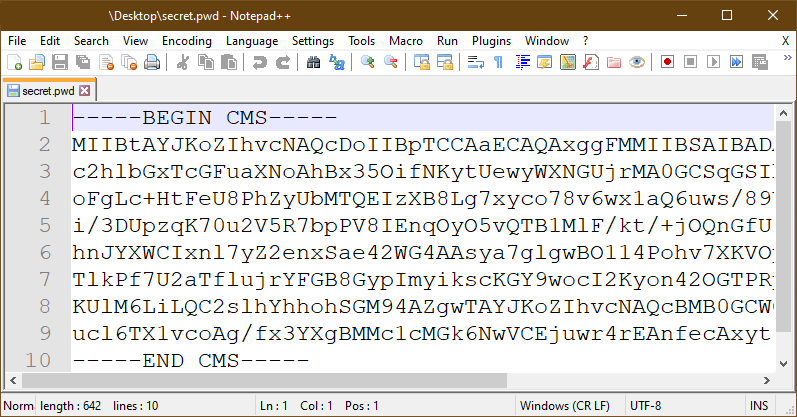 \Desktop\secret.pwd - Notepad++
File Edit Search View Encoding Language Settings Tools Macro Run Plugins Window ? X
secret.pwd
1 -----BEGIN CMS-----
2 MIIBtAYJKoZIhvcNAQcDoIIBpTCCAaECAQAxggFMMIIBSAIBADA
3 c2hlbGxTcGFuaXNoAhBx35OifNKytUewyWXNGUjrMA0GCSqGSI
4 oFgLc+HtFeU8PhZyUbMTQEIzXB8Lg7xyco78v6wx1aQ6uws/89
5 i/3DUpzqK70u2V5R7bpPV8IEnqOyO5vQTB1MlF/kt/+jOQnGfU
6 hnJYXWCIxnl7yZ2enxSae42WG4AAsya7glgwBO1l4Pohv7XKVO
7 TlkPf7U2aTflujrYFGB8GypImyikscKGY9wocI2Kyon42OGTPR
8 KUlM6LiLQC2slhYhhohSGM94AZgwTAYJKoZIhvcNAQcBMB0GCW
9 ucl6TX1vcoAg/fx3YXgBMMc1cMGk6NwVCEjuwr4rEAnfecAxyt
10 -----END CMS-----
Norm length : 642 lines : 10 Ln : 1 Col : 1 Pos : 1 Windows (CR LF) UTF-8 INS